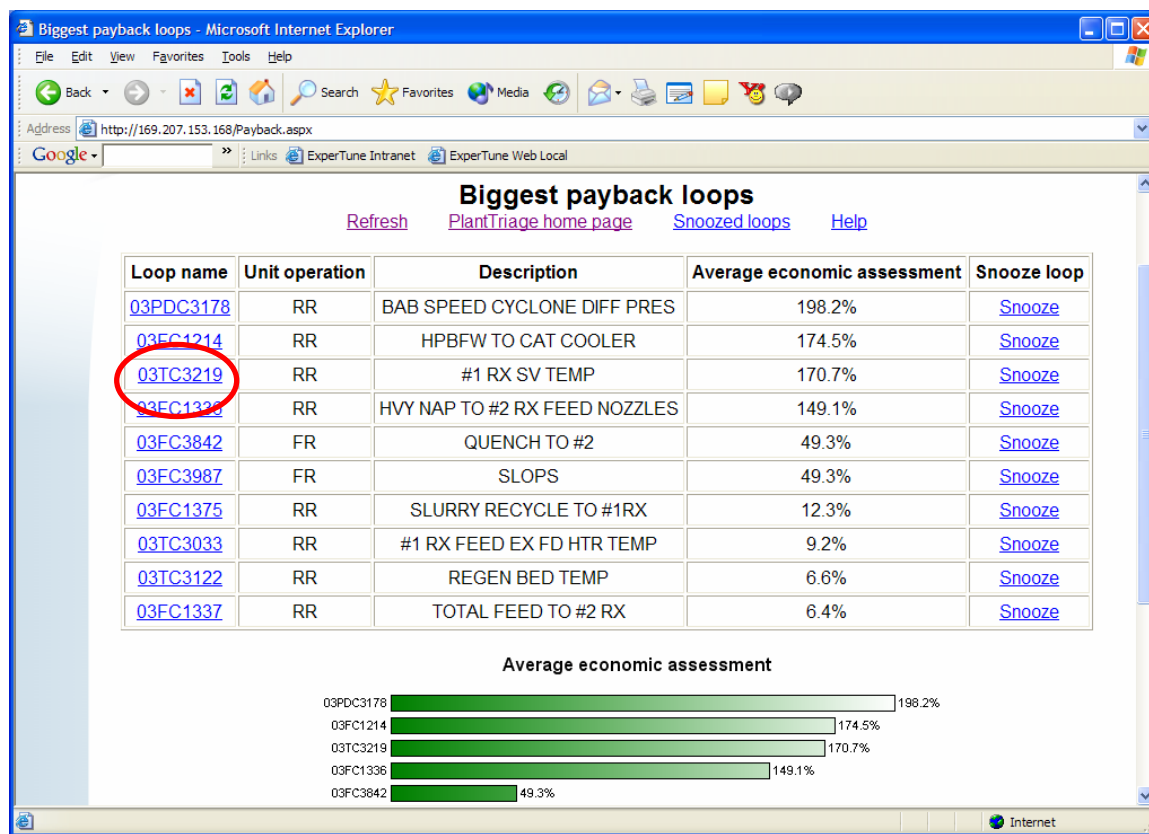 Biggest payback loops - Microsoft Internet Explorer
File Edit View Favorites Tools Help
Back Search Favorites Media
Address http://169.207.153.168/Payback.aspx
Google » Links ExperTune Intranet ExperTune Web Local
Biggest payback loops
Refresh PlantTriage home page Snoozed loops Help
Loop name Unit operation Description Average economic assessment Snooze loop
03PDC3178 RR BAB SPEED CYCLONE DIFF PRES 198.2% Snooze
03FC1214 RR HPBFW TO CAT COOLER 174.5% Snooze
03TC3219 RR #1 RX SV TEMP 170.7% Snooze
03FC1336 RR HVY NAP TO #2 RX FEED NOZZLES 149.1% Snooze
03FC3842 FR QUENCH TO #2 49.3% Snooze
03FC3987 FR SLOPS 49.3% Snooze
03FC1375 RR SLURRY RECYCLE TO #1RX 12.3% Snooze
03TC3033 RR #1 RX FEED EX FD HTR TEMP 9.2% Snooze
03TC3122 RR REGEN BED TEMP 6.6% Snooze
03FC1337 RR TOTAL FEED TO #2 RX 6.4% Snooze
Average economic assessment
03PDC3178 198.2%
03FC1214 174.5%
03TC3219 170.7%
03FC1336 149.1%
03FC3842 49.3%
Internet